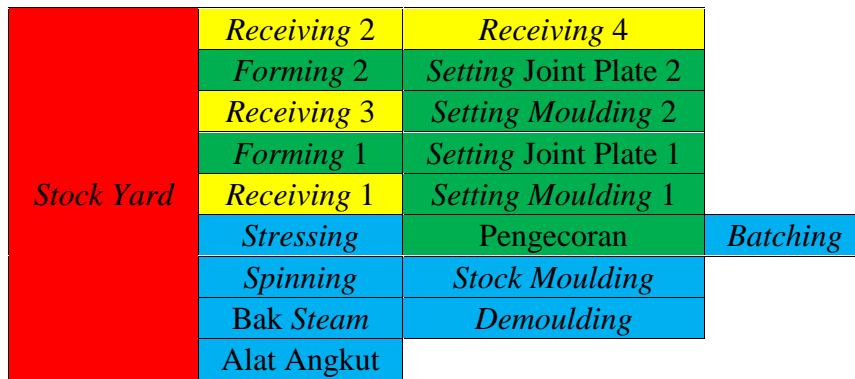 Receiving 2 Receiving 4
Forming 2 Setting Joint Plate 2
Receiving 3 Setting Moulding 2
Forming 1 Setting Joint Plate 1
Stock Yard Receiving 1 Setting Moulding 1
Stressing Pengecoran Batching
Spinning Stock Moulding
Bak Steam Demoulding
Alat Angkut